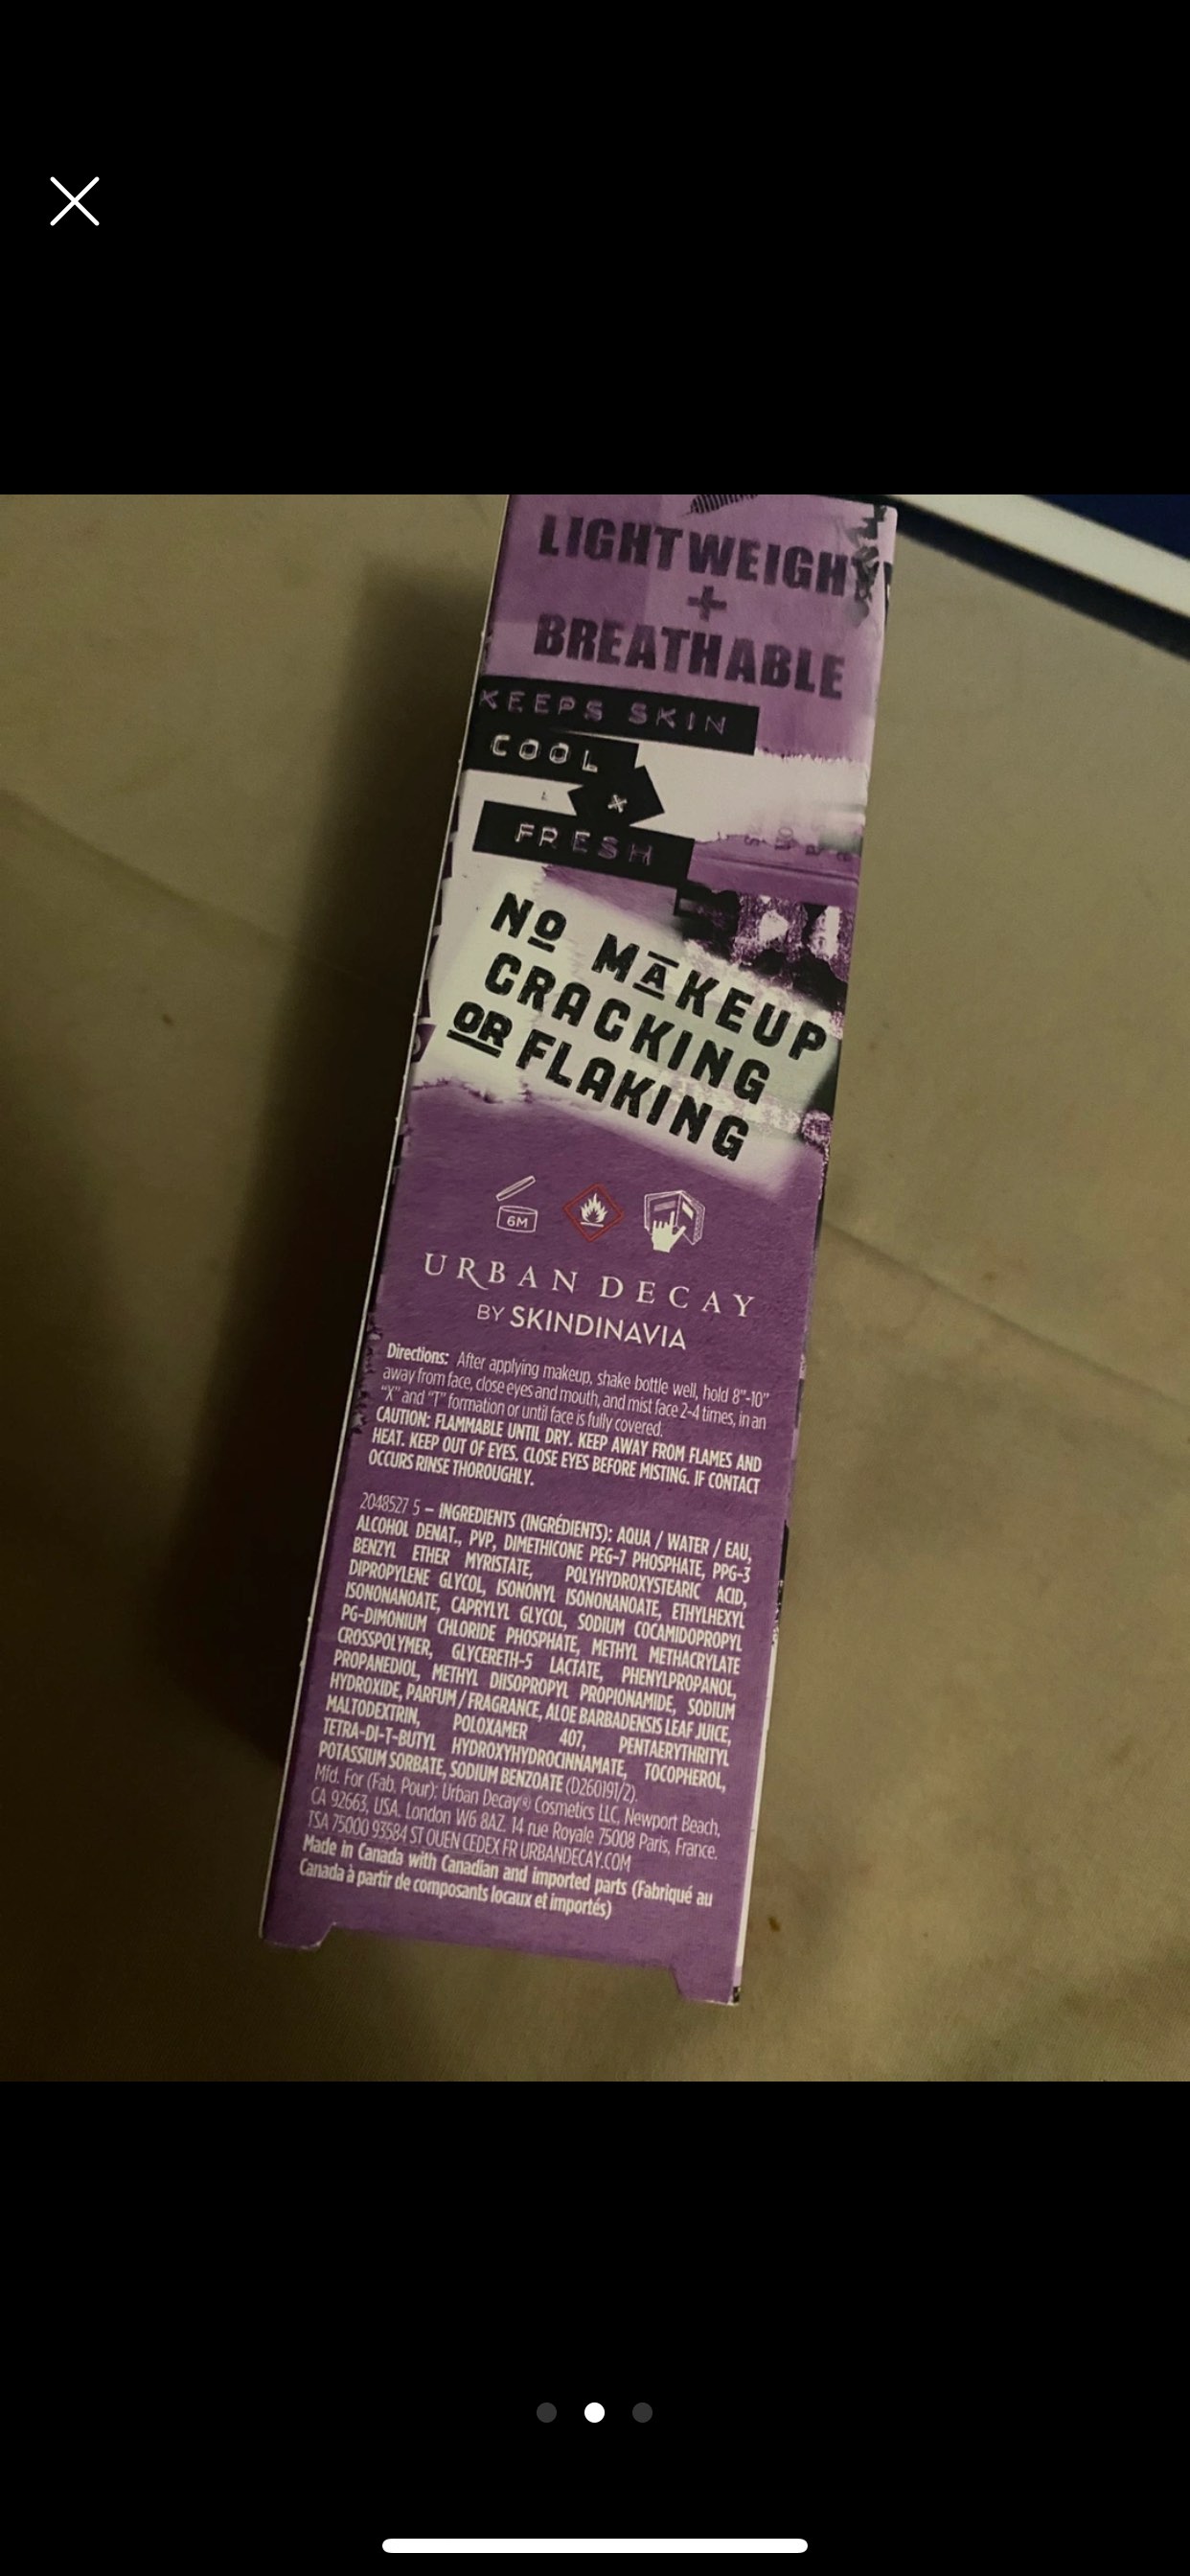 LIGHTWEIGHT
+
BREATHABLE
KEEPS SKIN
COOL
+
FRESH
NO MAKEUP
CRACKING
OR FLAKING
6M
URBAN DECAY
BY SKINDINAVIA
Directions: After applying makeup, shake bottle well, hold 8"-10"
away from face, close eyes and mouth, and mist face 2-4 times, in an
"X" and "T" formation or until face is fully covered.
CAUTION: FLAMMABLE UNTIL DRY. KEEP AWAY FROM FLAMES AND
HEAT. KEEP OUT OF EYES. CLOSE EYES BEFORE MISTING. IF CONTACT
OCCURS RINSE THOROUGHLY.
2048527 5 – INGREDIENTS (INGRÉDIENTS): AQUA / WATER / EAU,
ALCOHOL DENAT., PVP, DIMETHICONE PEG-7 PHOSPHATE, PPG-3
BENZYL ETHER MYRISTATE, POLYHYDROXYSTEARIC ACID,
DIPROPYLENE GLYCOL, ISONONYL ISONONANOATE, ETHYLHEXYL
ISONONANOATE, CAPRYLYL GLYCOL, SODIUM COCAMIDOPROPYL
PG-DIMONIUM CHLORIDE PHOSPHATE, METHYL METHACRYLATE
CROSSPOLYMER, GLYCERETH-5 LACTATE, PHENYLPROPANOL,
PROPANEDIOL, METHYL DIISOPROPYL PROPIONAMIDE, SODIUM
HYDROXIDE, PARFUM / FRAGRANCE, ALOE BARBADENSIS LEAF JUICE,
MALTODEXTRIN, POLOXAMER 407, PENTAERYTHRITYL
TETRA-DI-T-BUTYL HYDROXYHYDROCINNAMATE, TOCOPHEROL,
POTASSIUM SORBATE, SODIUM BENZOATE (D260191/2).
Mfd. For (Fab. Pour): Urban Decay® Cosmetics LLC, Newport Beach,
CA 92663, USA. London W6 8AZ. 14 rue Royale 75008 Paris, France.
TSA 75000 93584 ST OUEN CEDEX FR URBANDECAY.COM
Made in Canada with Canadian and imported parts (Fabriqué au
Canada à partir de composants locaux et importés)